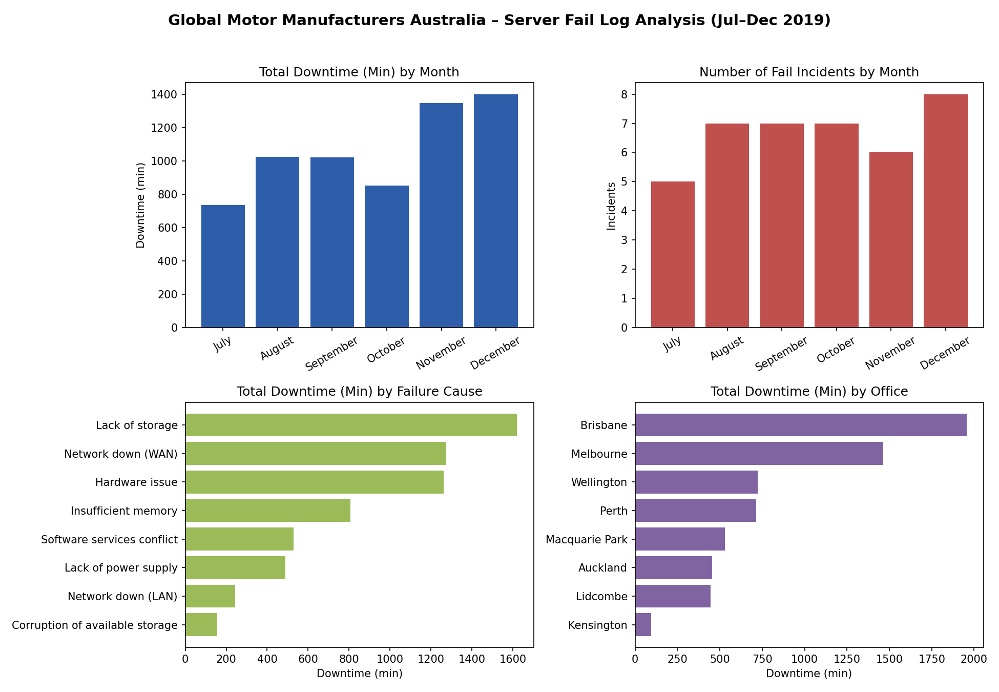 Global Motor Manufacturers Australia – Server Fail Log Analysis (Jul–Dec 2019)
Total Downtime (Min) by Month
Downtime (min)
1400
1200
1000
800
600
400
200
0
July
August
September
October
November
December
Number of Fail Incidents by Month
Incidents
8
7
6
5
4
3
2
1
0
July
August
September
October
November
December
Total Downtime (Min) by Failure Cause
Lack of storage
Network down (WAN)
Hardware issue
Insufficient memory
Software services conflict
Lack of power supply
Network down (LAN)
Corruption of available storage
0 200 400 600 800 1000 1200 1400 1600
Downtime (min)
Total Downtime (Min) by Office
Brisbane
Melbourne
Wellington
Perth
Macquarie Park
Auckland
Lidcombe
Kensington
0 250 500 750 1000 1250 1500 1750 2000
Downtime (min)